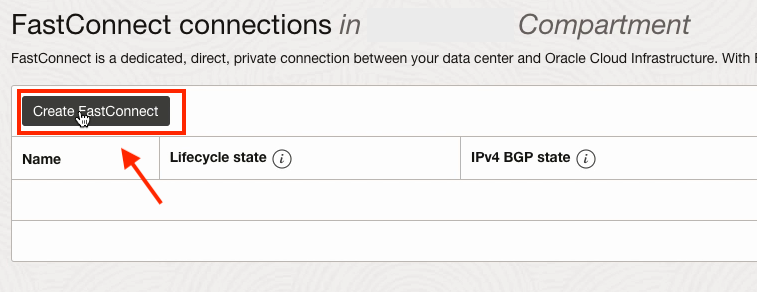 FastConnect connections in Compartment
FastConnect is a dedicated, direct, private connection between your data center and Oracle Cloud Infrastructure. With
Create FastConnect
Name Lifecycle state i IPv4 BGP state i